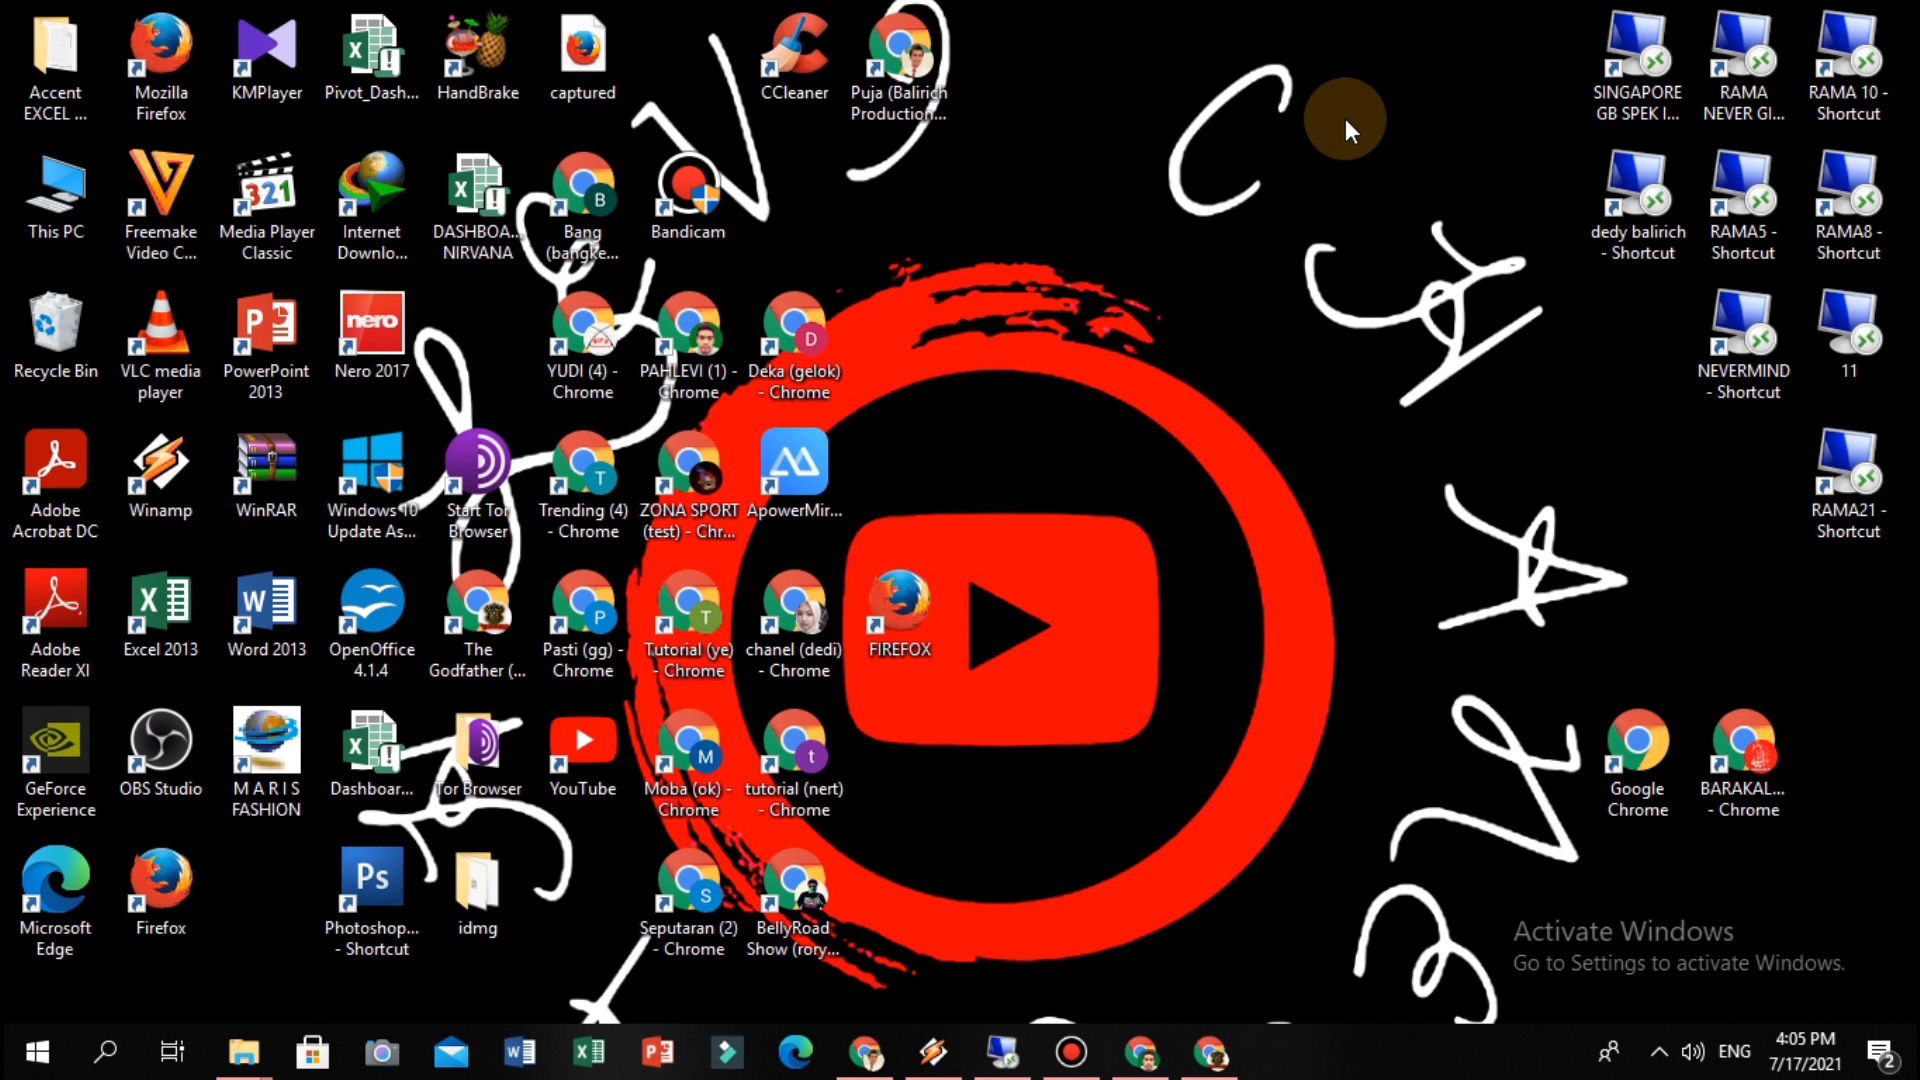 Accent
EXCEL ...
Mozilla
Firefox
KMPlayer
Pivot_Dash...
HandBrake
captured
CCleaner
Puja (Balirich
Production...
SINGAPORE
GB SPEK I...
RAMA
NEVER GI...
RAMA 10 -
Shortcut
This PC
Freemake
Video C...
321
Media Player
Classic
Internet
Downlo...
DASHBOA...
NIRVANA
B
Bang
(bangke...
Bandicam
dedy balirich
- Shortcut
RAMA5 -
Shortcut
RAMA8 -
Shortcut
Recycle Bin
VLC media
player
PowerPoint
2013
nero
Nero 2017
YUDI (4) -
Chrome
PAHLEVI (1) -
Chrome
D
Deka (gelok)
- Chrome
NEVERMIND
- Shortcut
11
Adobe
Acrobat DC
Winamp
WinRAR
Windows 10
Update As...
Start Tor
Browser
T
Trending (4)
- Chrome
ZONA SPORT
(test) - Chr...
ApowerMir...
RAMA21 -
Shortcut
Adobe
Reader XI
Excel 2013
Word 2013
OpenOffice
4.1.4
The
Godfather (...
P
Pasti (gg) -
Chrome
T
Tutorial (ye)
- Chrome
chanel (dedi)
- Chrome
FIREFOX
GeForce
Experience
OBS Studio
M A R I S
FASHION
Dashboar...
Tor Browser
YouTube
M
Moba (ok) -
Chrome
t
tutorial (nert)
- Chrome
Google
Chrome
BARAKAL...
- Chrome
Microsoft
Edge
Firefox
Ps
Photoshop...
- Shortcut
idmg
S
Seputaran (2)
- Chrome
BellyRoad
Show (rory...
Activate Windows
Go to Settings to activate Windows.
ENG
4:05 PM
7/17/2021
2